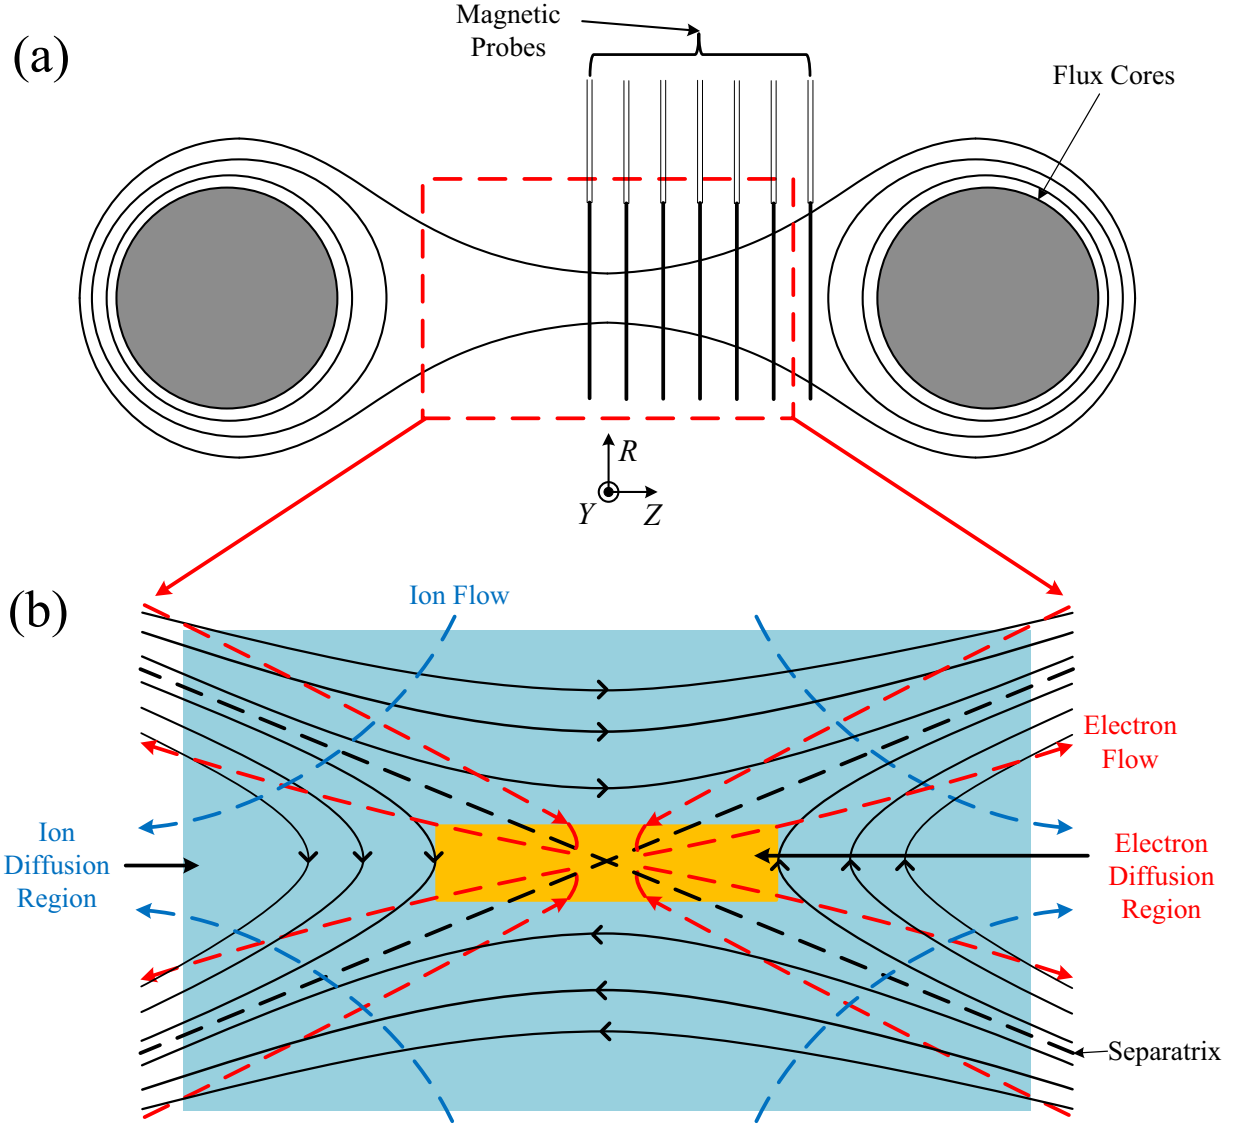 (a)
Magnetic
Probes
Flux Cores
R
Y
Z
(b)
Ion Flow
Electron
Flow
Ion
Diffusion
Region
Electron
Diffusion
Region
Separatrix